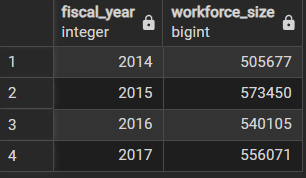 fiscal_year workforce_size
integer bigint
1 2014 505677
2 2015 573450
3 2016 540105
4 2017 556071